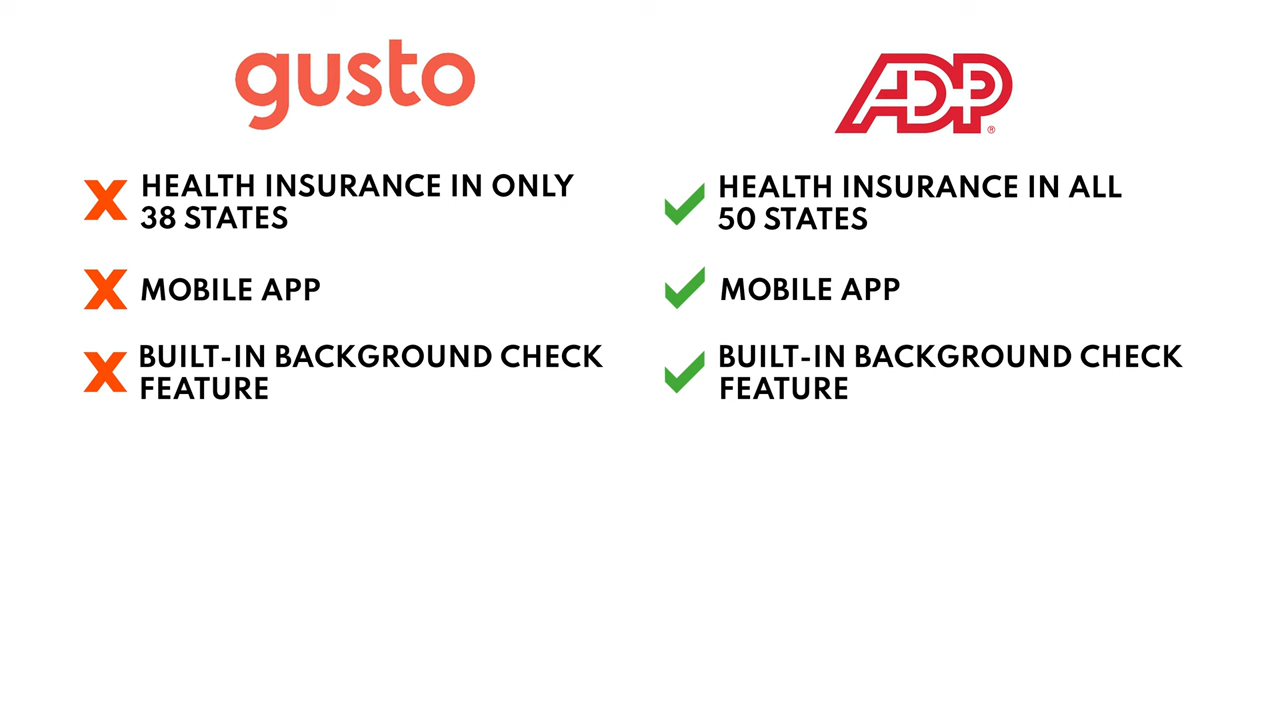 gusto
HEALTH INSURANCE IN ONLY
38 STATES
MOBILE APP
BUILT-IN BACKGROUND CHECK
FEATURE
ADP®
HEALTH INSURANCE IN ALL
50 STATES
MOBILE APP
BUILT-IN BACKGROUND CHECK
FEATURE